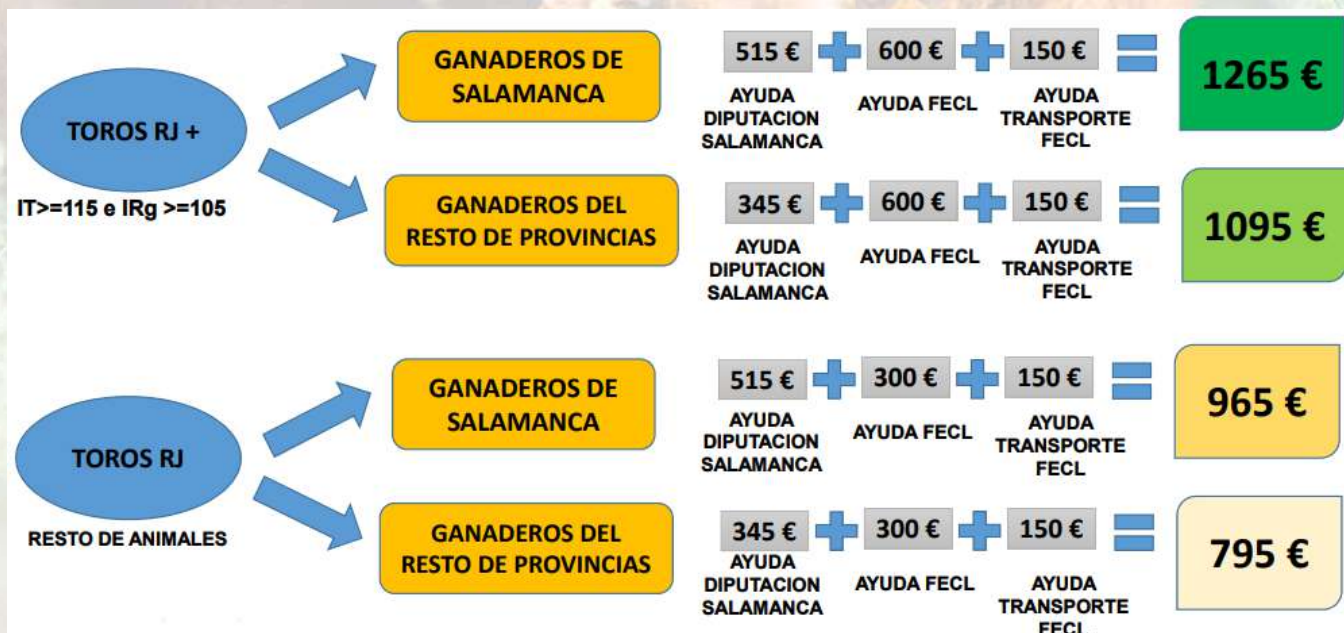 TOROS RJ +
IT>=115 e IRg >=105
GANADEROS DE
SALAMANCA
515 € + 600 € + 150 € = 1265 €
AYUDA
DIPUTACION
SALAMANCA
AYUDA FECL
AYUDA
TRANSPORTE
FECL
GANADEROS DEL
RESTO DE PROVINCIAS
345 € + 600 € + 150 € = 1095 €
AYUDA
DIPUTACION
SALAMANCA
AYUDA FECL
AYUDA
TRANSPORTE
FECL
TOROS RJ
RESTO DE ANIMALES
GANADEROS DE
SALAMANCA
515 € + 300 € + 150 € = 965 €
AYUDA
DIPUTACION
SALAMANCA
AYUDA FECL
AYUDA
TRANSPORTE
FECL
GANADEROS DEL
RESTO DE PROVINCIAS
345 € + 300 € + 150 € = 795 €
AYUDA
DIPUTACION
SALAMANCA
AYUDA FECL
AYUDA
TRANSPORTE
FECL